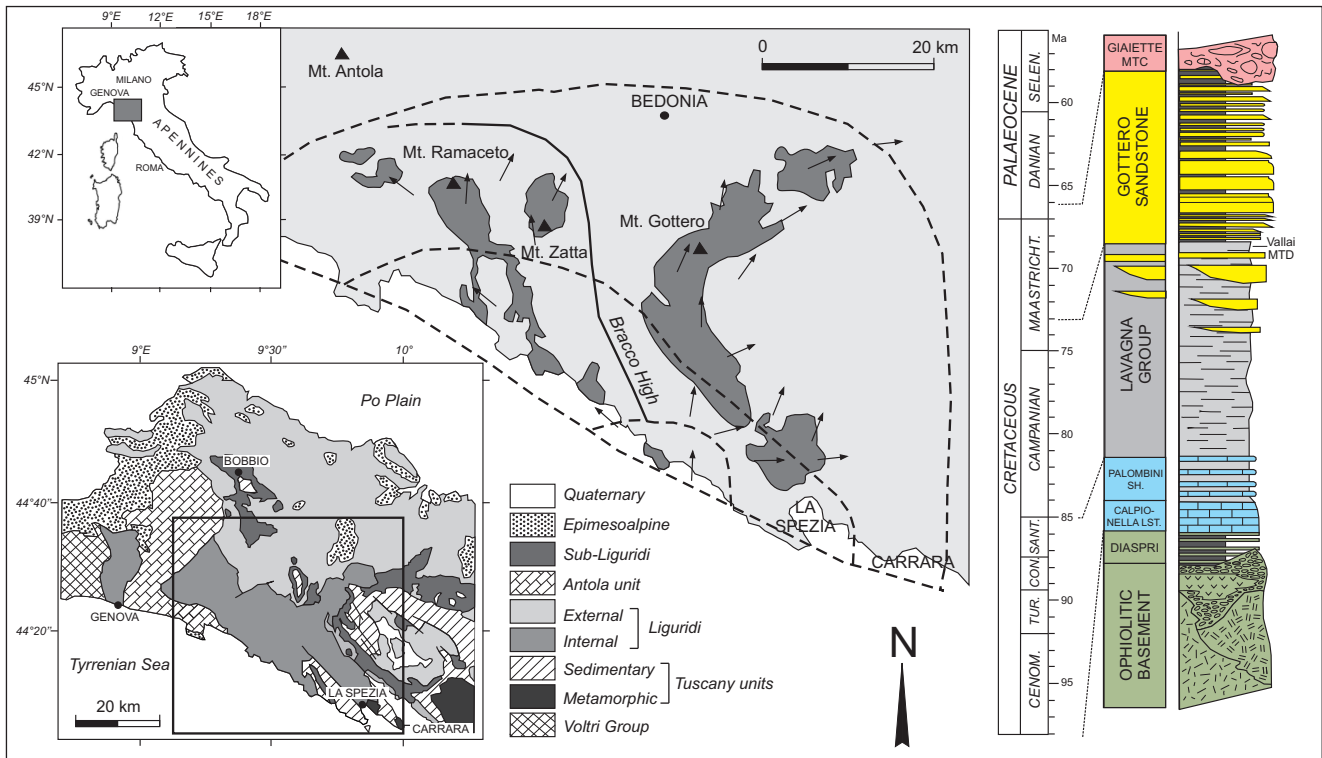 9°E
12°E
15°E
18°E
45°N
42°N
39°N
MILANO
GENOVA
APENNINES
ROMA
Mt. Antola
0
20 km
BEDONIA
Mt. Ramaceto
Mt. Zatta
Mt. Gottero
Bracco High
LA
SPEZIA
CARRARA
N
9°E
9°30''
10°
45°N
44°40''
44°20''
Po Plain
BOBBIO
GENOVA
Tyrrenian Sea
LA SPEZIA
CARRARA
20 km
Quaternary
Epimesoalpine
Sub-Liguridi
Antola unit
External
Internal
Liguridi
Sedimentary
Metamorphic
Tuscany units
Voltri Group
Ma
PALAEOCENE
CRETACEOUS
SELEN.
DANIAN
MAASTRICHT.
CAMPANIAN
SANT.
CON.
TUR.
CENOM.
60
65
70
75
80
85
90
95
GIAIETTE
MTC
GOTTERO
SANDSTONE
LAVAGNA
GROUP
PALOMBINI
SH.
CALPIO-
NELLA LST.
DIASPRI
OPHIOLITIC
BASEMENT
Vallai
MTD